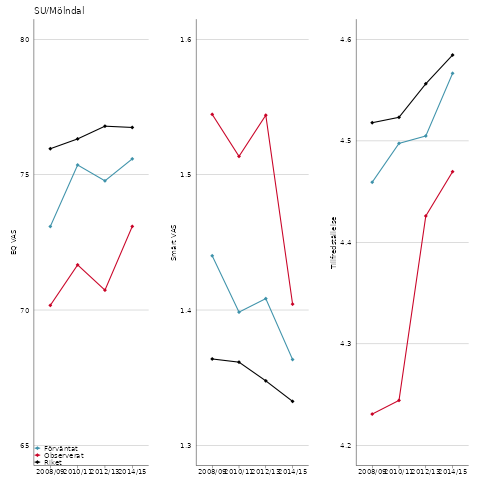 SU/Mölndal
80
75
70
65
EQ VAS
Förväntat
Observerat
Riket
2008/09 2010/11 2012/13 2014/15
1.6
1.5
1.4
1.3
Smärt VAS
2008/09 2010/11 2012/13 2014/15
4.6
4.5
4.4
4.3
4.2
Tillfredställelse
2008/09 2010/11 2012/13 2014/15